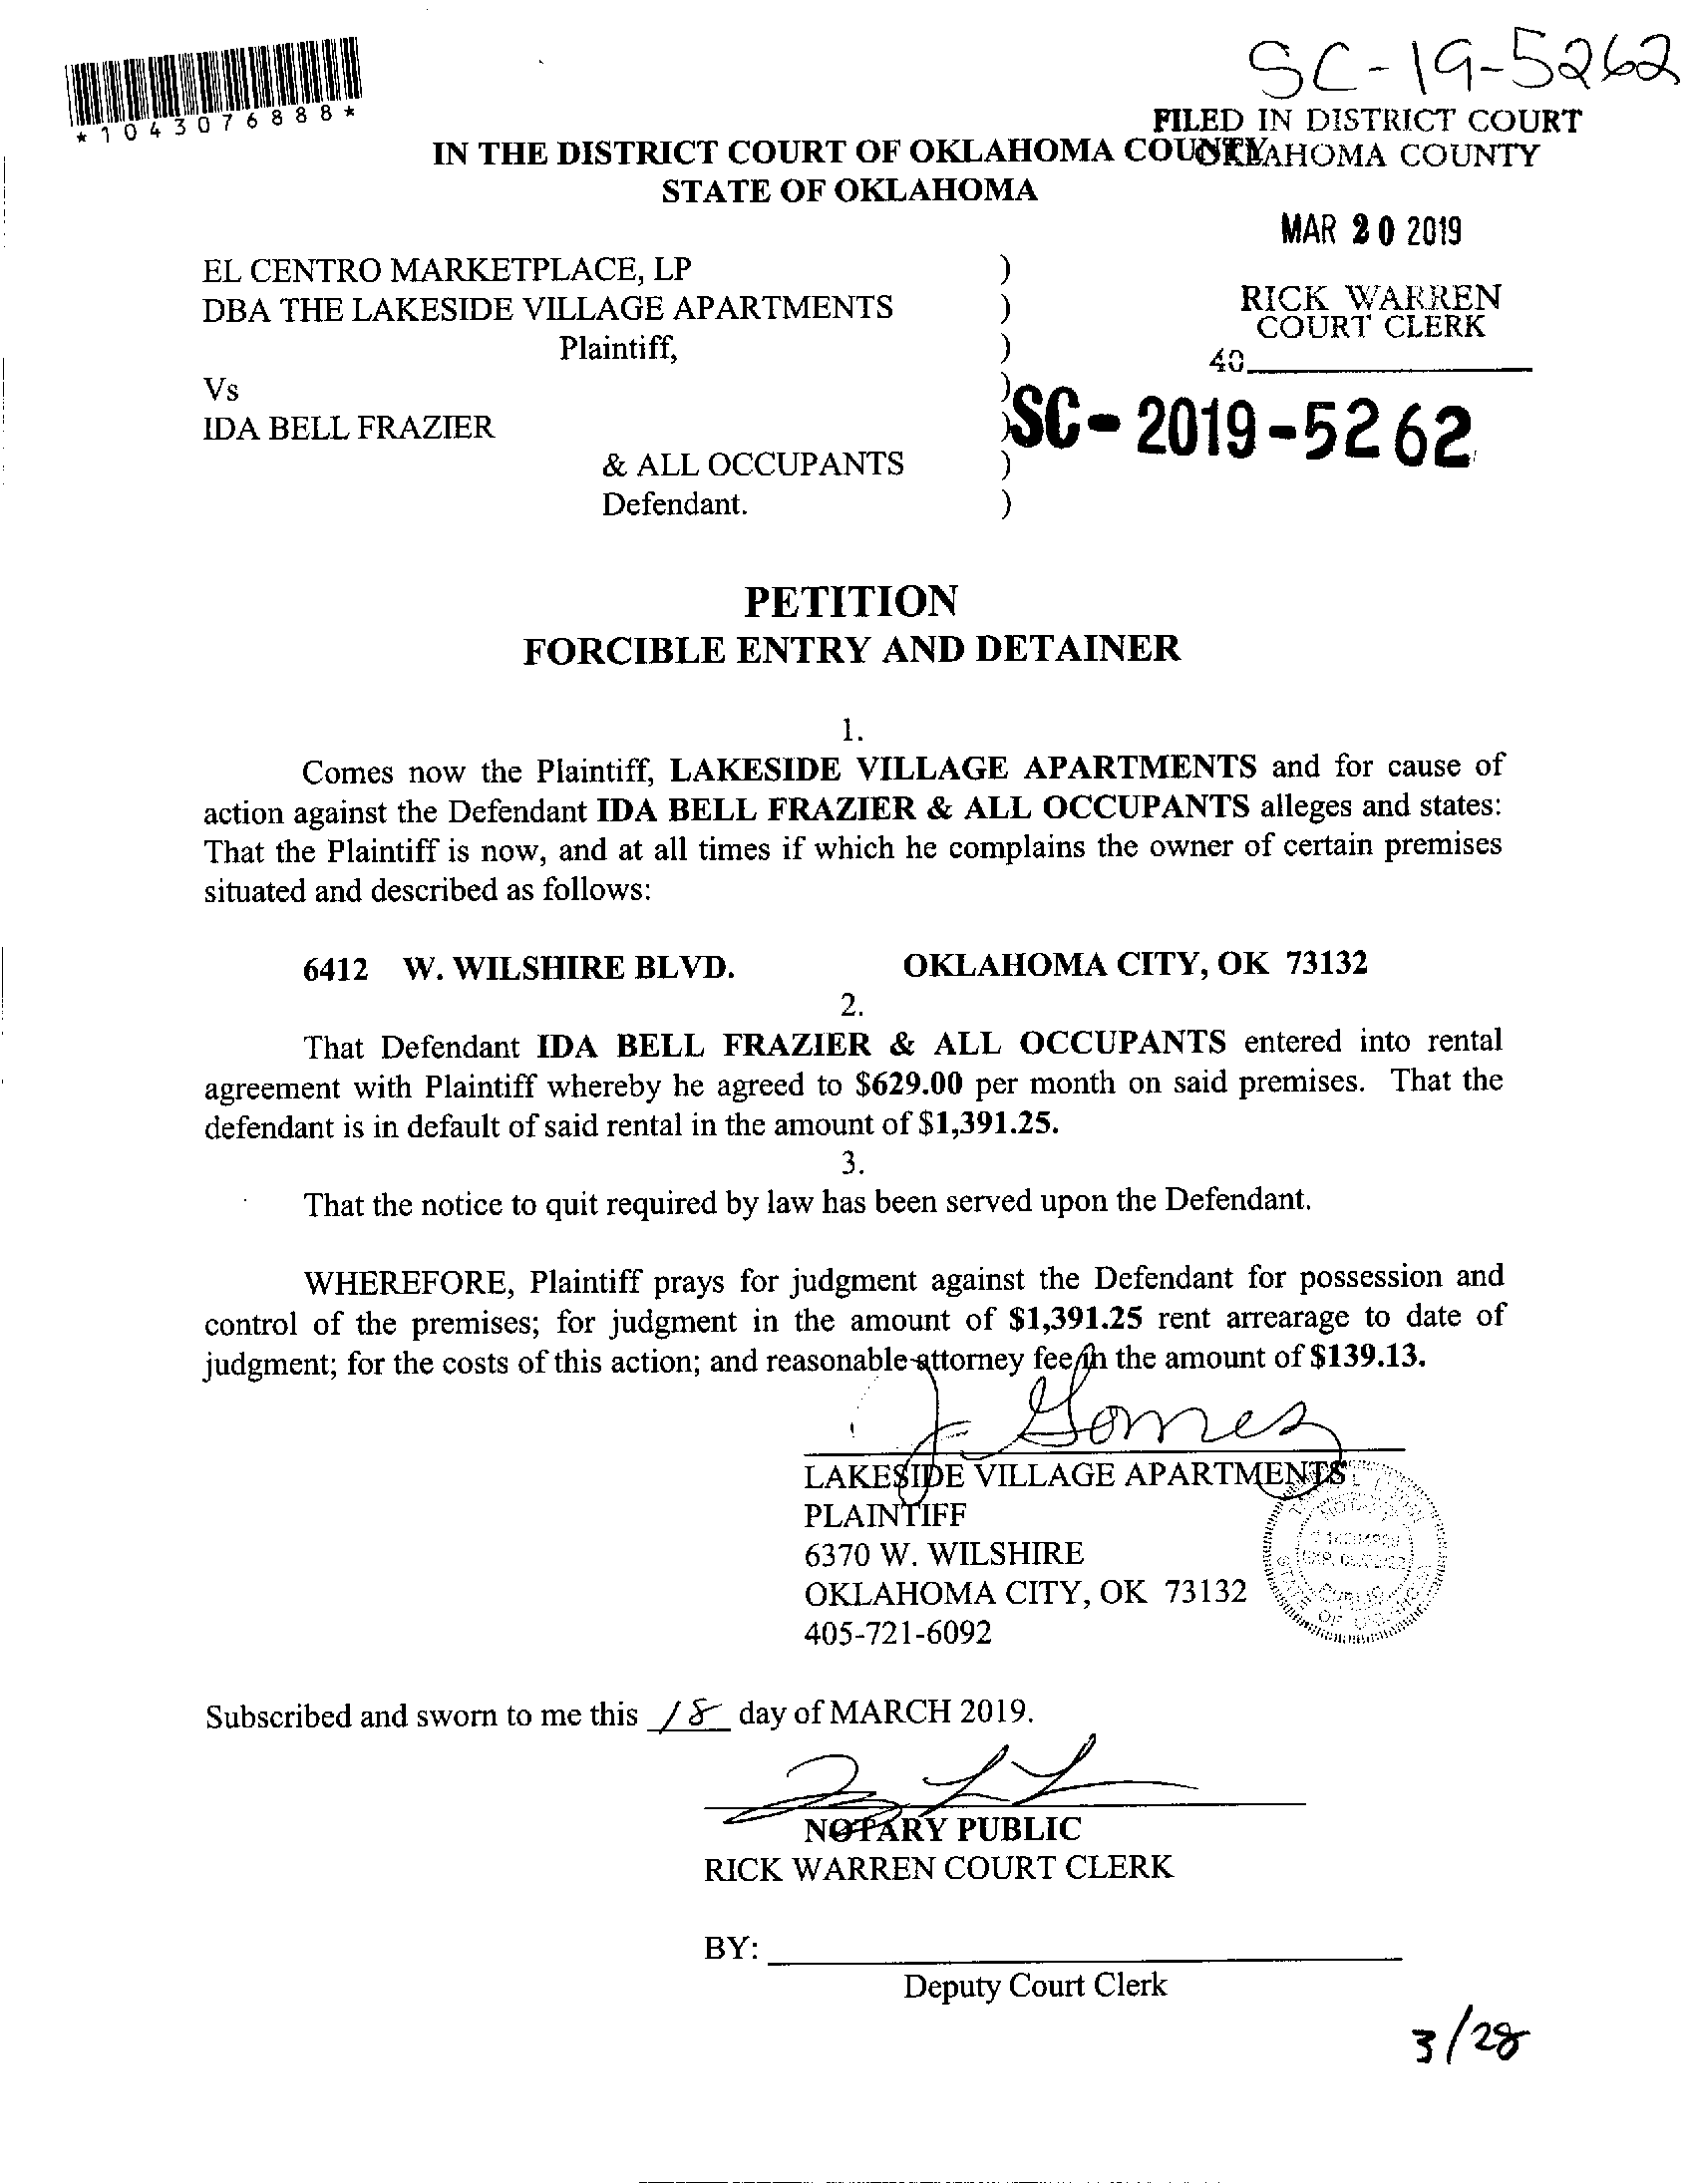 SC-19-5262
*1043076888*
FILED IN DISTRICT COURT
OKLAHOMA COUNTY
IN THE DISTRICT COURT OF OKLAHOMA COUNTY
STATE OF OKLAHOMA
MAR 20 2019
RICK WARREN
COURT CLERK
40
EL CENTRO MARKETPLACE, LP )
DBA THE LAKESIDE VILLAGE APARTMENTS )
Plaintiff, )
Vs )
IDA BELL FRAZIER )
SC-2019-5262
& ALL OCCUPANTS )
Defendant. )
PETITION
FORCIBLE ENTRY AND DETAINER
1.
Comes now the Plaintiff, LAKESIDE VILLAGE APARTMENTS and for cause of
action against the Defendant IDA BELL FRAZIER & ALL OCCUPANTS alleges and states:
That the Plaintiff is now, and at all times if which he complains the owner of certain premises
situated and described as follows:
6412 W. WILSHIRE BLVD. OKLAHOMA CITY, OK 73132
2.
That Defendant IDA BELL FRAZIER & ALL OCCUPANTS entered into rental
agreement with Plaintiff whereby he agreed to $629.00 per month on said premises. That the
defendant is in default of said rental in the amount of $1,391.25.
3.
That the notice to quit required by law has been served upon the Defendant.
WHEREFORE, Plaintiff prays for judgment against the Defendant for possession and
control of the premises; for judgment in the amount of $1,391.25 rent arrearage to date of
judgment; for the costs of this action; and reasonable attorney fee in the amount of $139.13.
J. Gomez
LAKESIDE VILLAGE APARTMENTS
PLAINTIFF
6370 W. WILSHIRE
OKLAHOMA CITY, OK 73132
405-721-6092
Subscribed and sworn to me this 18 day of MARCH 2019.
NOTARY PUBLIC
RICK WARREN COURT CLERK
BY:
Deputy Court Clerk
3/28